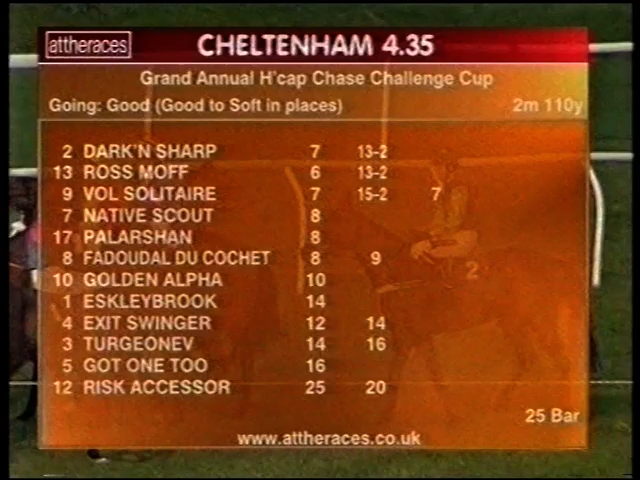 attheraces CHELTENHAM 4.35
Grand Annual H'cap Chase Challenge Cup
Going: Good (Good to Soft in places) 2m 110y
2 DARK'N SHARP 7 13-2
13 ROSS MOFF 6 13-2
9 VOL SOLITAIRE 7 15-2 7
7 NATIVE SCOUT 8
17 PALARSHAN 8
8 FADOUDAL DU COCHET 8 9
10 GOLDEN ALPHA 10
1 ESKLEYBROOK 14
4 EXIT SWINGER 12 14
3 TURGEONEV 14 16
5 GOT ONE TOO 16
12 RISK ACCESSOR 25 20
25 Bar
www.attheraces.co.uk
2